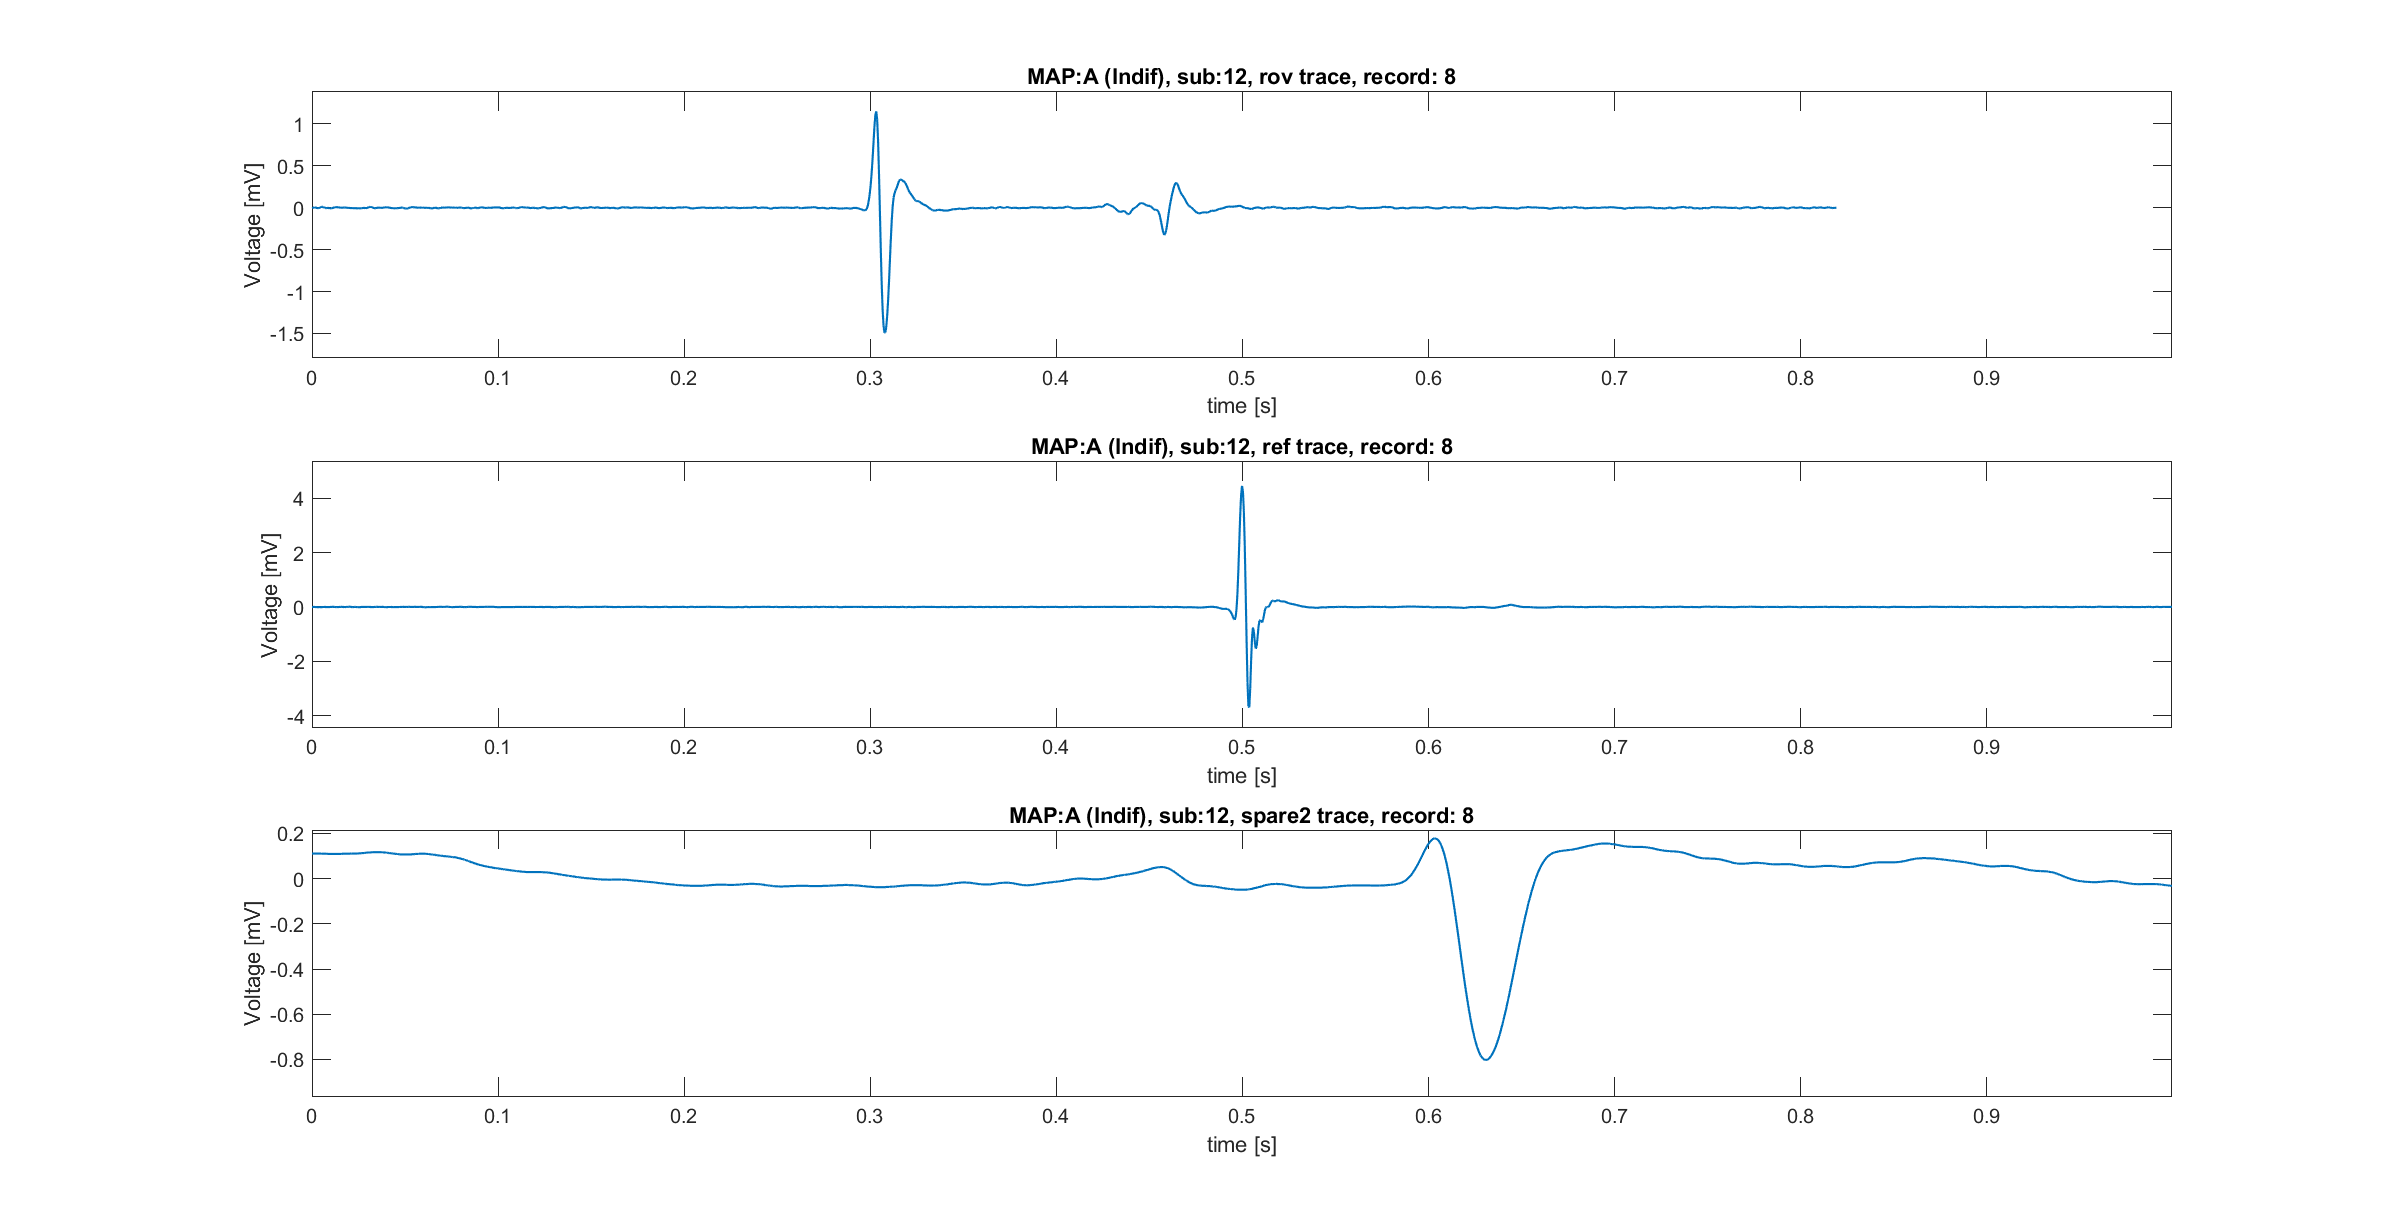 MAP:A (Indif), sub:12, rov trace, record: 8
Voltage [mV]
1
0.5
0
-0.5
-1
-1.5
0 0.1 0.2 0.3 0.4 0.5 0.6 0.7 0.8 0.9
time [s]
MAP:A (Indif), sub:12, ref trace, record: 8
Voltage [mV]
4
2
0
-2
-4
0 0.1 0.2 0.3 0.4 0.5 0.6 0.7 0.8 0.9
time [s]
MAP:A (Indif), sub:12, spare2 trace, record: 8
Voltage [mV]
0.2
0
-0.2
-0.4
-0.6
-0.8
0 0.1 0.2 0.3 0.4 0.5 0.6 0.7 0.8 0.9
time [s]